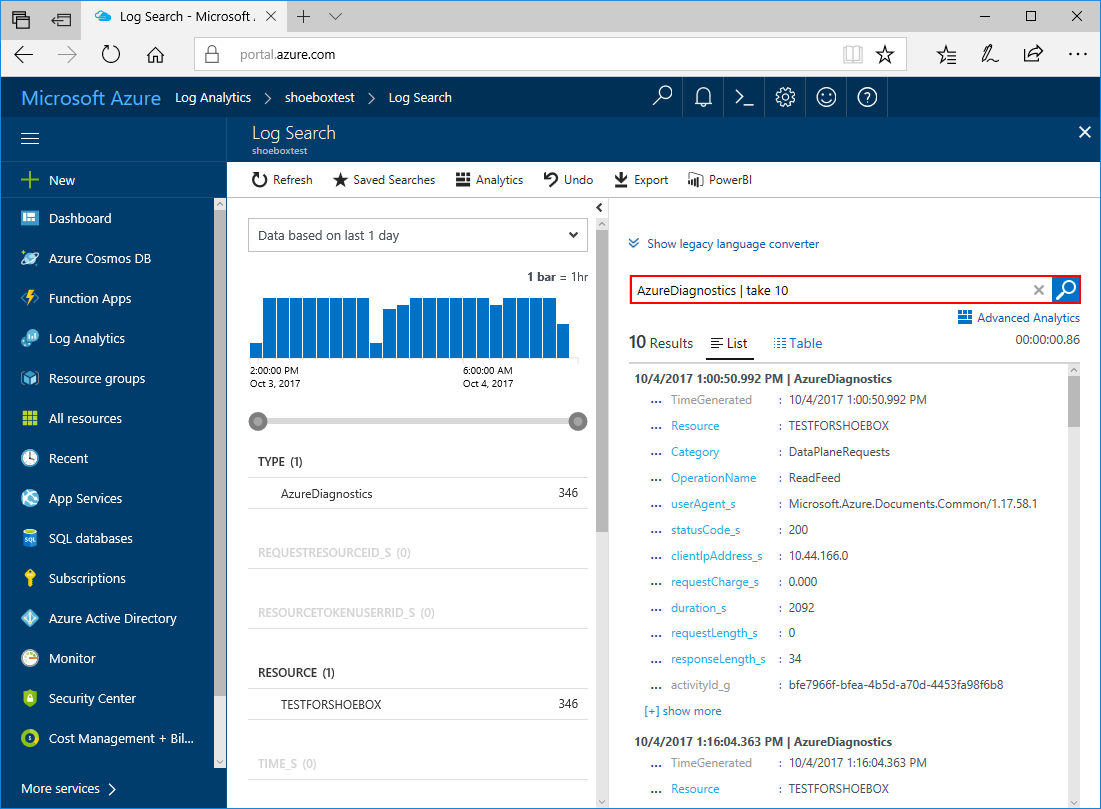 Log Search - Microsoft .
portal.azure.com
Microsoft Azure Log Analytics > shoeboxtest > Log Search
Log Search
shoeboxtest
New
Dashboard
Azure Cosmos DB
Function Apps
Log Analytics
Resource groups
All resources
Recent
App Services
SQL databases
Subscriptions
Azure Active Directory
Monitor
Security Center
Cost Management + Bil...
More services >
Refresh Saved Searches Analytics Undo Export PowerBI
Data based on last 1 day
1 bar = 1hr
2:00:00 PM 6:00:00 AM
Oct 3, 2017 Oct 4, 2017
TYPE (1)
AzureDiagnostics 346
REQUESTRESOURCEID_S (0)
RESOURCETOKENUSERRID_S (0)
RESOURCE (1)
TESTFORSHOEBOX 346
TIME_S (0)
Show legacy language converter
AzureDiagnostics | take 10
Advanced Analytics
10 Results List Table 00:00:00.86
10/4/2017 1:00:50.992 PM | AzureDiagnostics
... TimeGenerated : 10/4/2017 1:00:50.992 PM
... Resource : TESTFORSHOEBOX
... Category : DataPlaneRequests
... OperationName : ReadFeed
... userAgent_s : Microsoft.Azure.Documents.Common/1.17.58.1
... statusCode_s : 200
... clientIpAddress_s : 10.44.166.0
... requestCharge_s : 0.000
... duration_s : 2092
... requestLength_s : 0
... responseLength_s : 34
... activityId_g : bfe7966f-bfea-4b5d-a70d-4453fa98f6b8
[+] show more
10/4/2017 1:16:04.363 PM | AzureDiagnostics
... TimeGenerated : 10/4/2017 1:16:04.363 PM
... Resource : TESTFORSHOEBOX